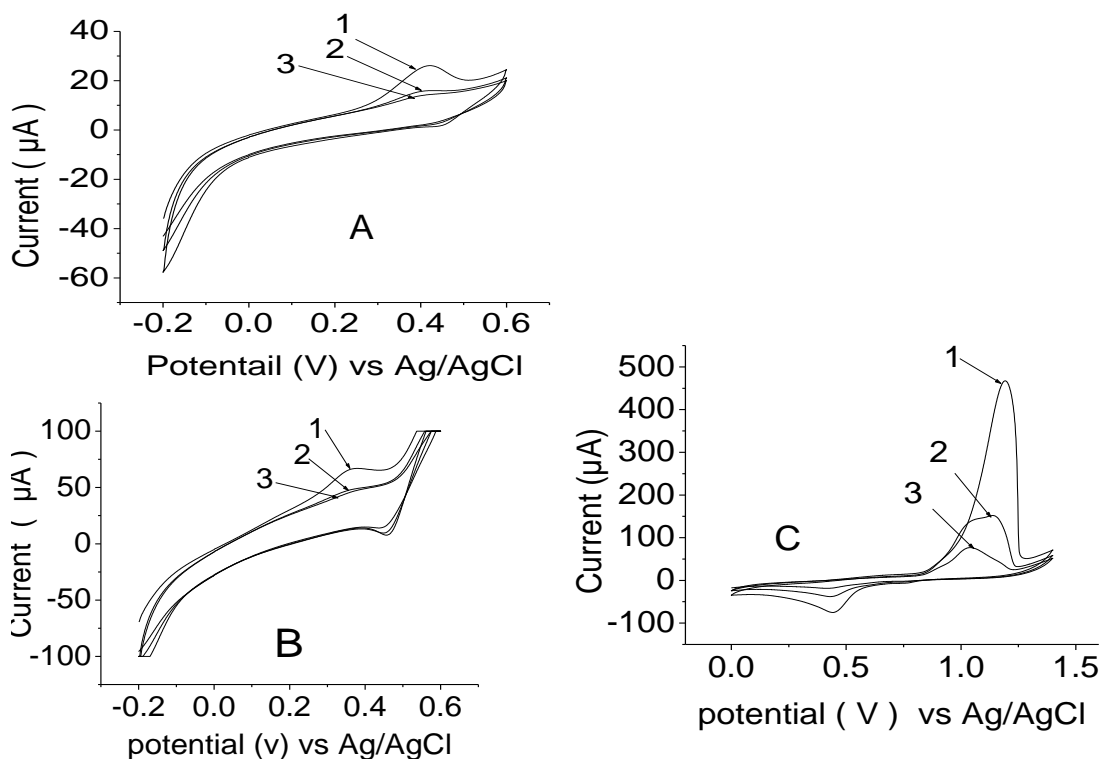 1
2
3
40
20
0
-20
-40
-60
Current ( µA )
A
-0.2 0.0 0.2 0.4 0.6
Potentail (V) vs Ag/AgCl
1
2
3
100
50
0
-50
-100
Current ( µA )
B
-0.2 0.0 0.2 0.4 0.6
potential (v) vs Ag/AgCl
1
2
3
500
400
300
200
100
0
-100
Current (µA)
C
0.0 0.5 1.0 1.5
potential ( V ) vs Ag/AgCl